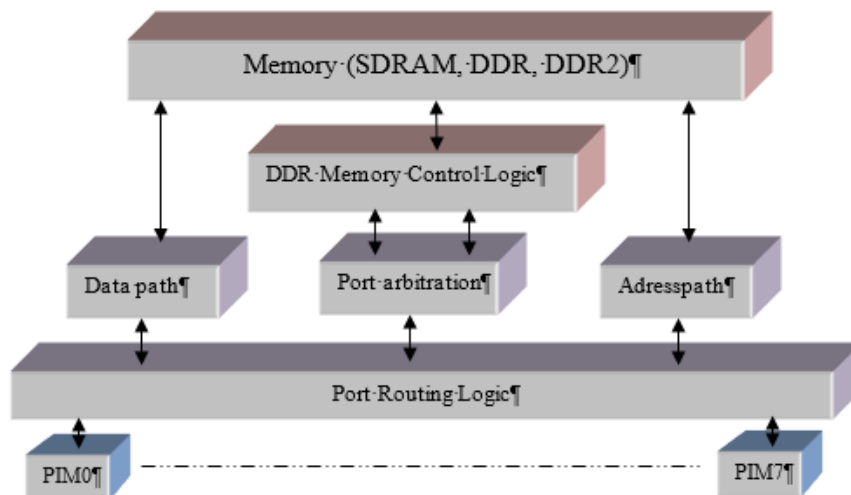 Memory·(SDRAM,·DDR,·DDR2)¶
DDR·Memory·Control·Logic¶
Data·path¶
Port·arbitration¶
Adresspath¶
Port·Routing·Logic¶
PIM0¶
PIM7¶